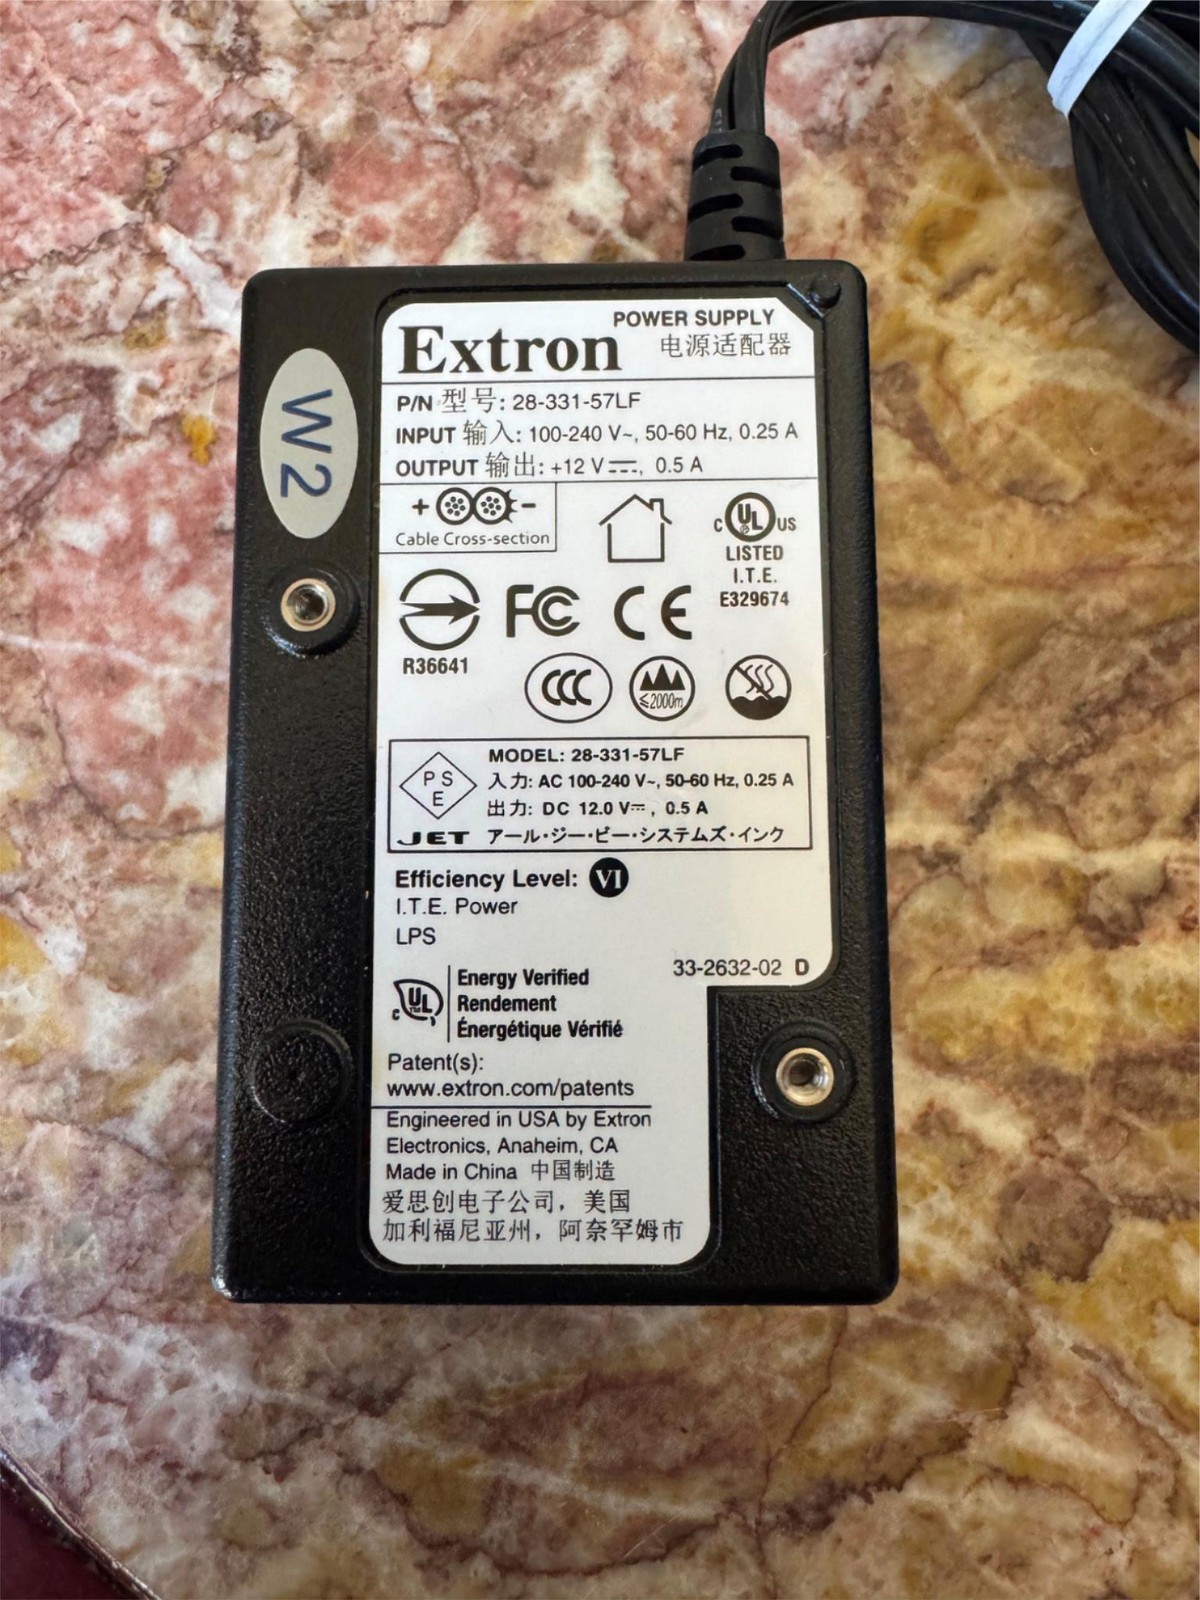 Extron
POWER SUPPLY
电源适配器
P/N 型号: 28-331-57LF
INPUT 输入: 100-240 V~, 50-60 Hz, 0.25 A
OUTPUT 输出: +12 V⎓, 0.5 A
W2
+ -
Cable Cross-section
C UL US
LISTED
I.T.E.
E329674
R36641
FC CE
CCC
≤2000m
P S
E
JET
MODEL: 28-331-57LF
入力: AC 100-240 V~, 50-60 Hz, 0.25 A
出力: DC 12.0 V⎓, 0.5 A
アール・ジー・ビー・システムズ・インク
Efficiency Level: VI
I.T.E. Power
LPS
33-2632-02 D
c UL
Energy Verified
Rendement
Énergétique Vérifié
Patent(s):
www.extron.com/patents
Engineered in USA by Extron
Electronics, Anaheim, CA
Made in China 中国制造
爱思创电子公司，美国
加利福尼亚州，阿奈罕姆市